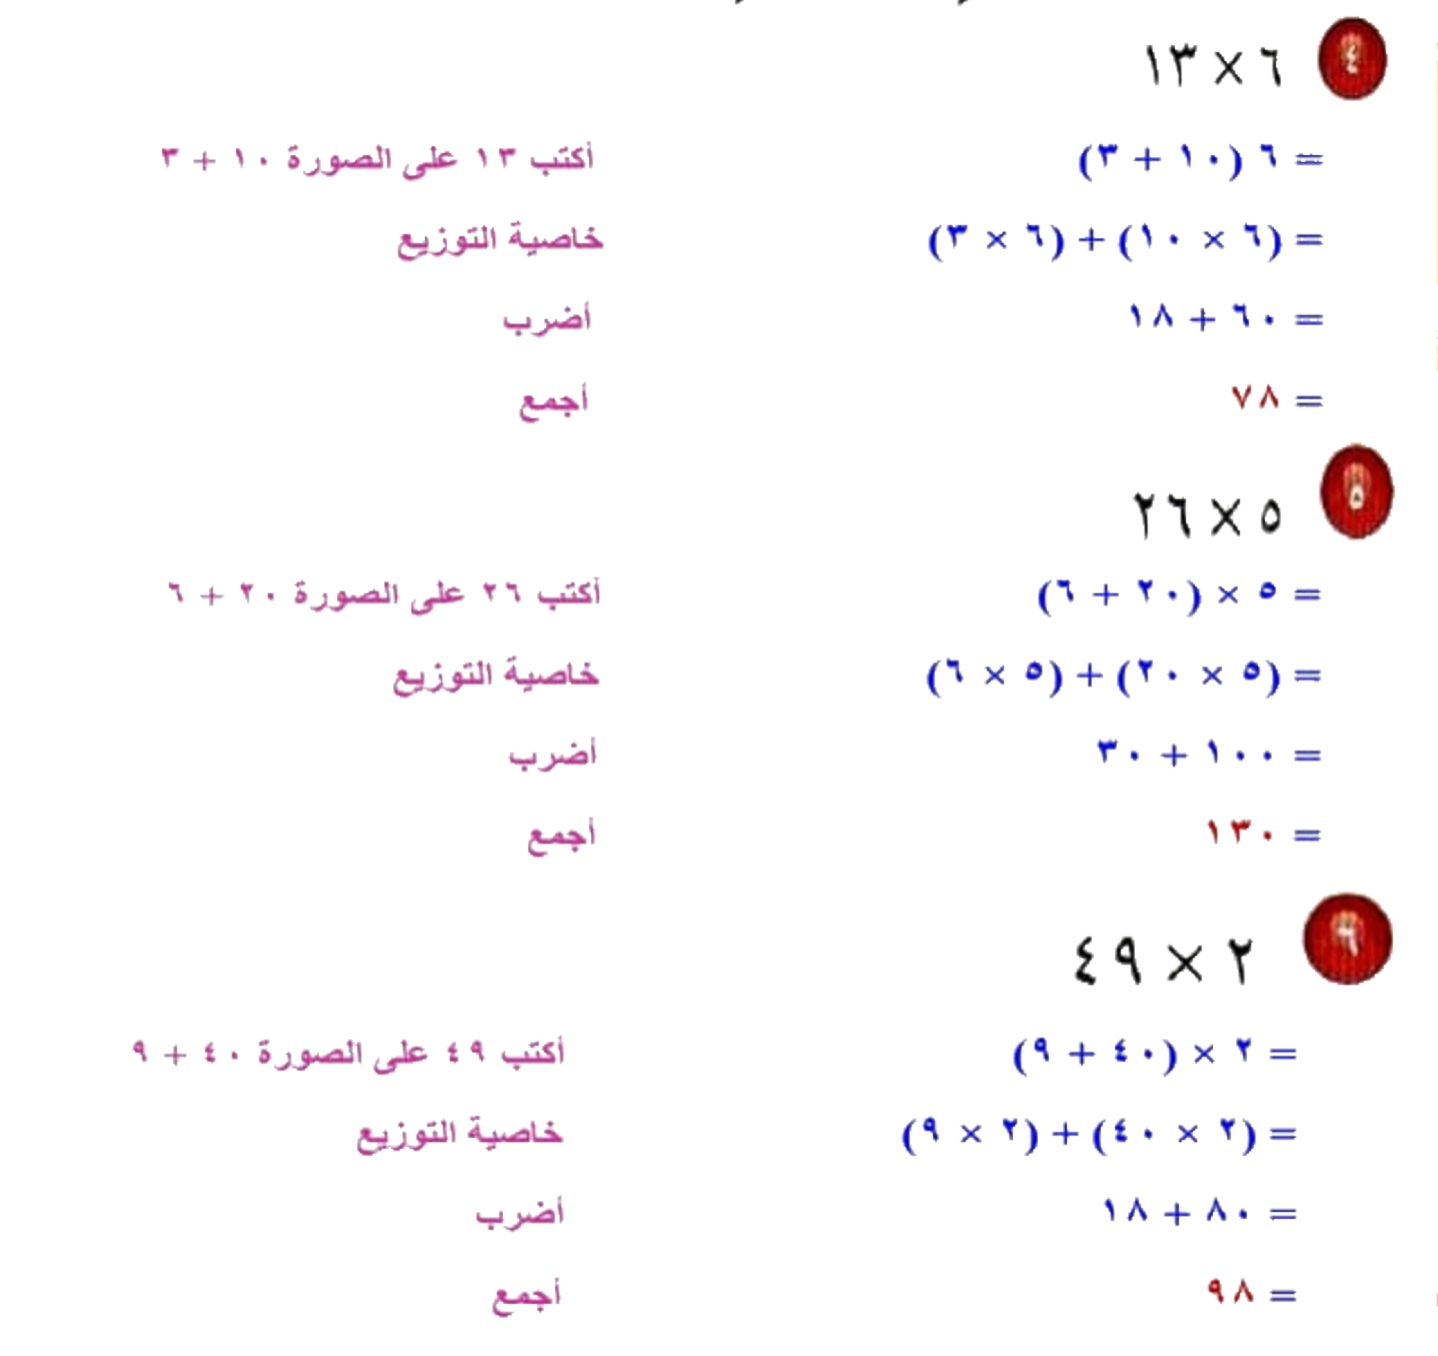 ٤ ٦ × ١٣
= ٦ (١٠ + ٣) أكتب ١٣ على الصورة ١٠ + ٣
= (٦ × ١٠) + (٦ × ٣) خاصية التوزيع
= ٦٠ + ١٨ أضرب
= ٧٨ أجمع
٥ ٥ × ٢٦
= ٥ × (٢٠ + ٦) أكتب ٢٦ على الصورة ٢٠ + ٦
= (٥ × ٢٠) + (٥ × ٦) خاصية التوزيع
= ١٠٠ + ٣٠ أضرب
= ١٣٠ أجمع
٦ ٢ × ٤٩
= ٢ × (٤٠ + ٩) أكتب ٤٩ على الصورة ٤٠ + ٩
= (٢ × ٤٠) + (٢ × ٩) خاصية التوزيع
= ٨٠ + ١٨ أضرب
= ٩٨ أجمع